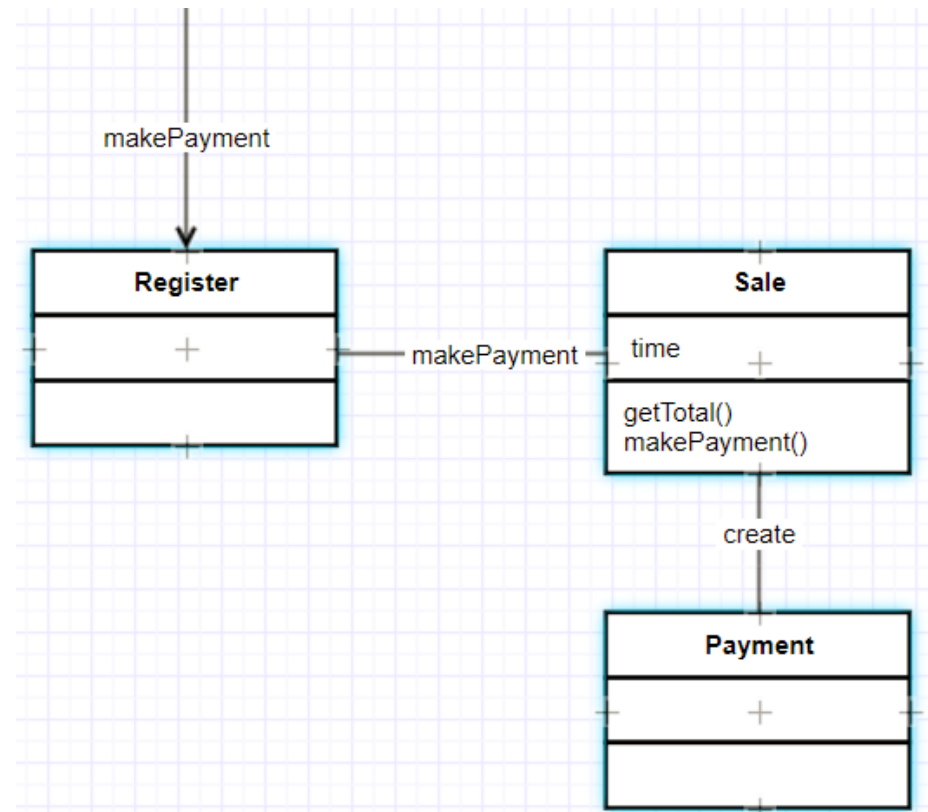 makePayment
Register
Sale
makePayment
time
getTotal()
makePayment()
create
Payment